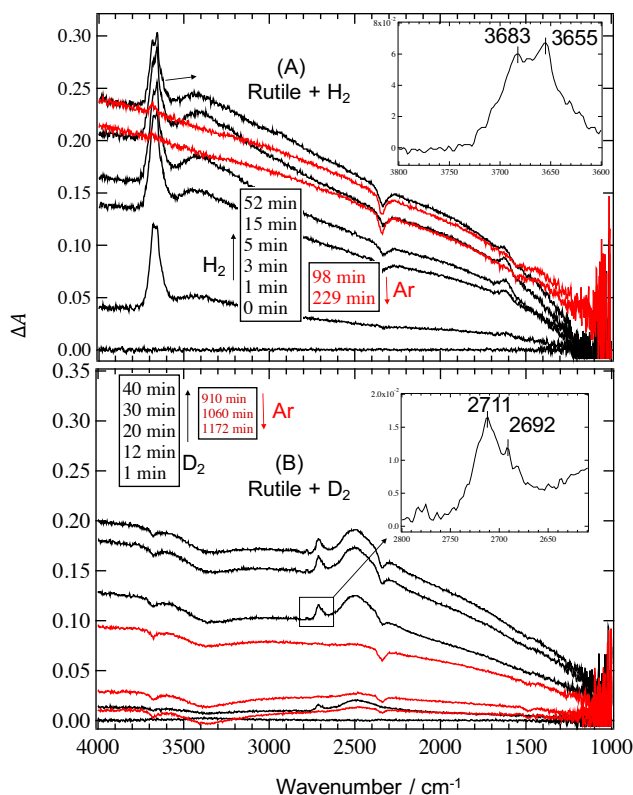 0.30
0.25
0.20
0.15
0.10
0.05
0.00
ΔA
(A)
Rutile + H₂
8x10⁻²
6
4
2
0
3683
3655
3800
3750
3700
3650
3600
52 min
15 min
5 min
3 min
1 min
0 min
H₂
98 min
229 min
Ar
0.35
0.30
0.25
0.20
0.15
0.10
0.05
0.00
40 min
30 min
20 min
12 min
1 min
D₂
910 min
1060 min
1172 min
Ar
(B)
Rutile + D₂
2.0x10⁻²
1.5
1.0
0.5
0.0
2711
2692
2800
2750
2700
2650
4000
3500
3000
2500
2000
1500
1000
Wavenumber / cm⁻¹